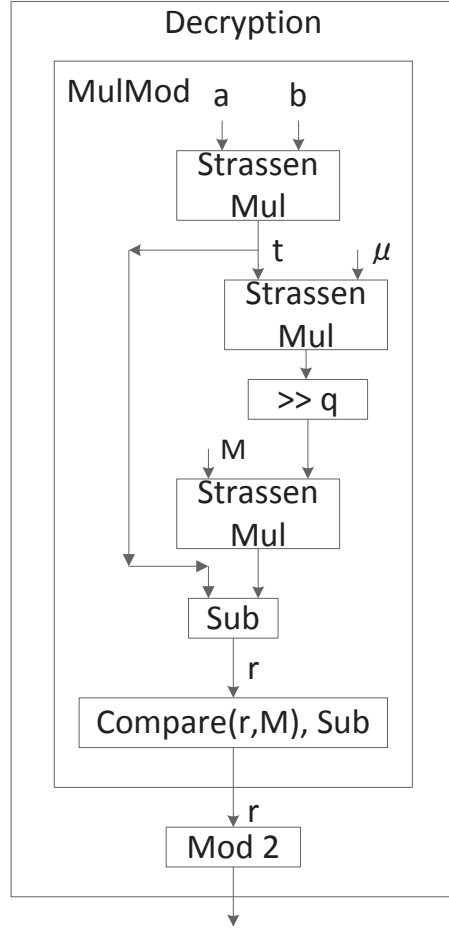 Decryption
MulMod
a
b
Strassen
Mul
t
μ
Strassen
Mul
>> q
M
Strassen
Mul
Sub
r
Compare(r,M), Sub
r
Mod 2